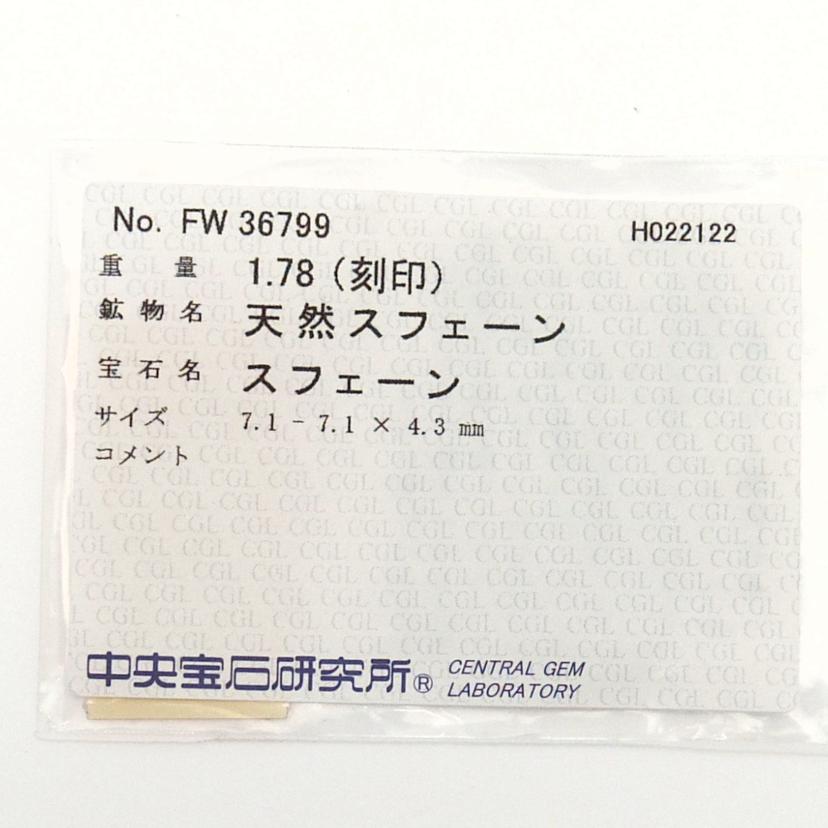 No. FW 36799 H022122
重量 1.78 (刻印)
鉱物名 天然スフェーン
宝石名 スフェーン
サイズ 7.1 - 7.1 × 4.3 mm
コメント
中央宝石研究所® CENTRAL GEM
LABORATORY